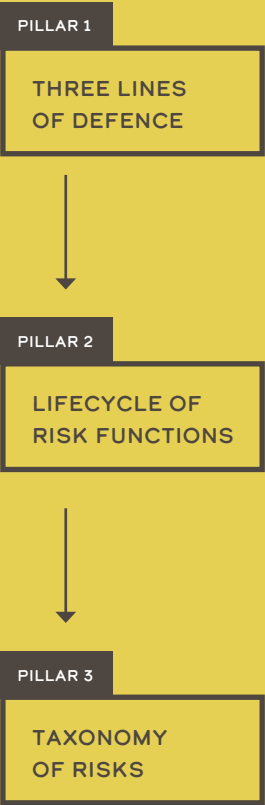 PILLAR 1
THREE LINES
OF DEFENCE
PILLAR 2
LIFECYCLE OF
RISK FUNCTIONS
PILLAR 3
TAXONOMY
OF RISKS